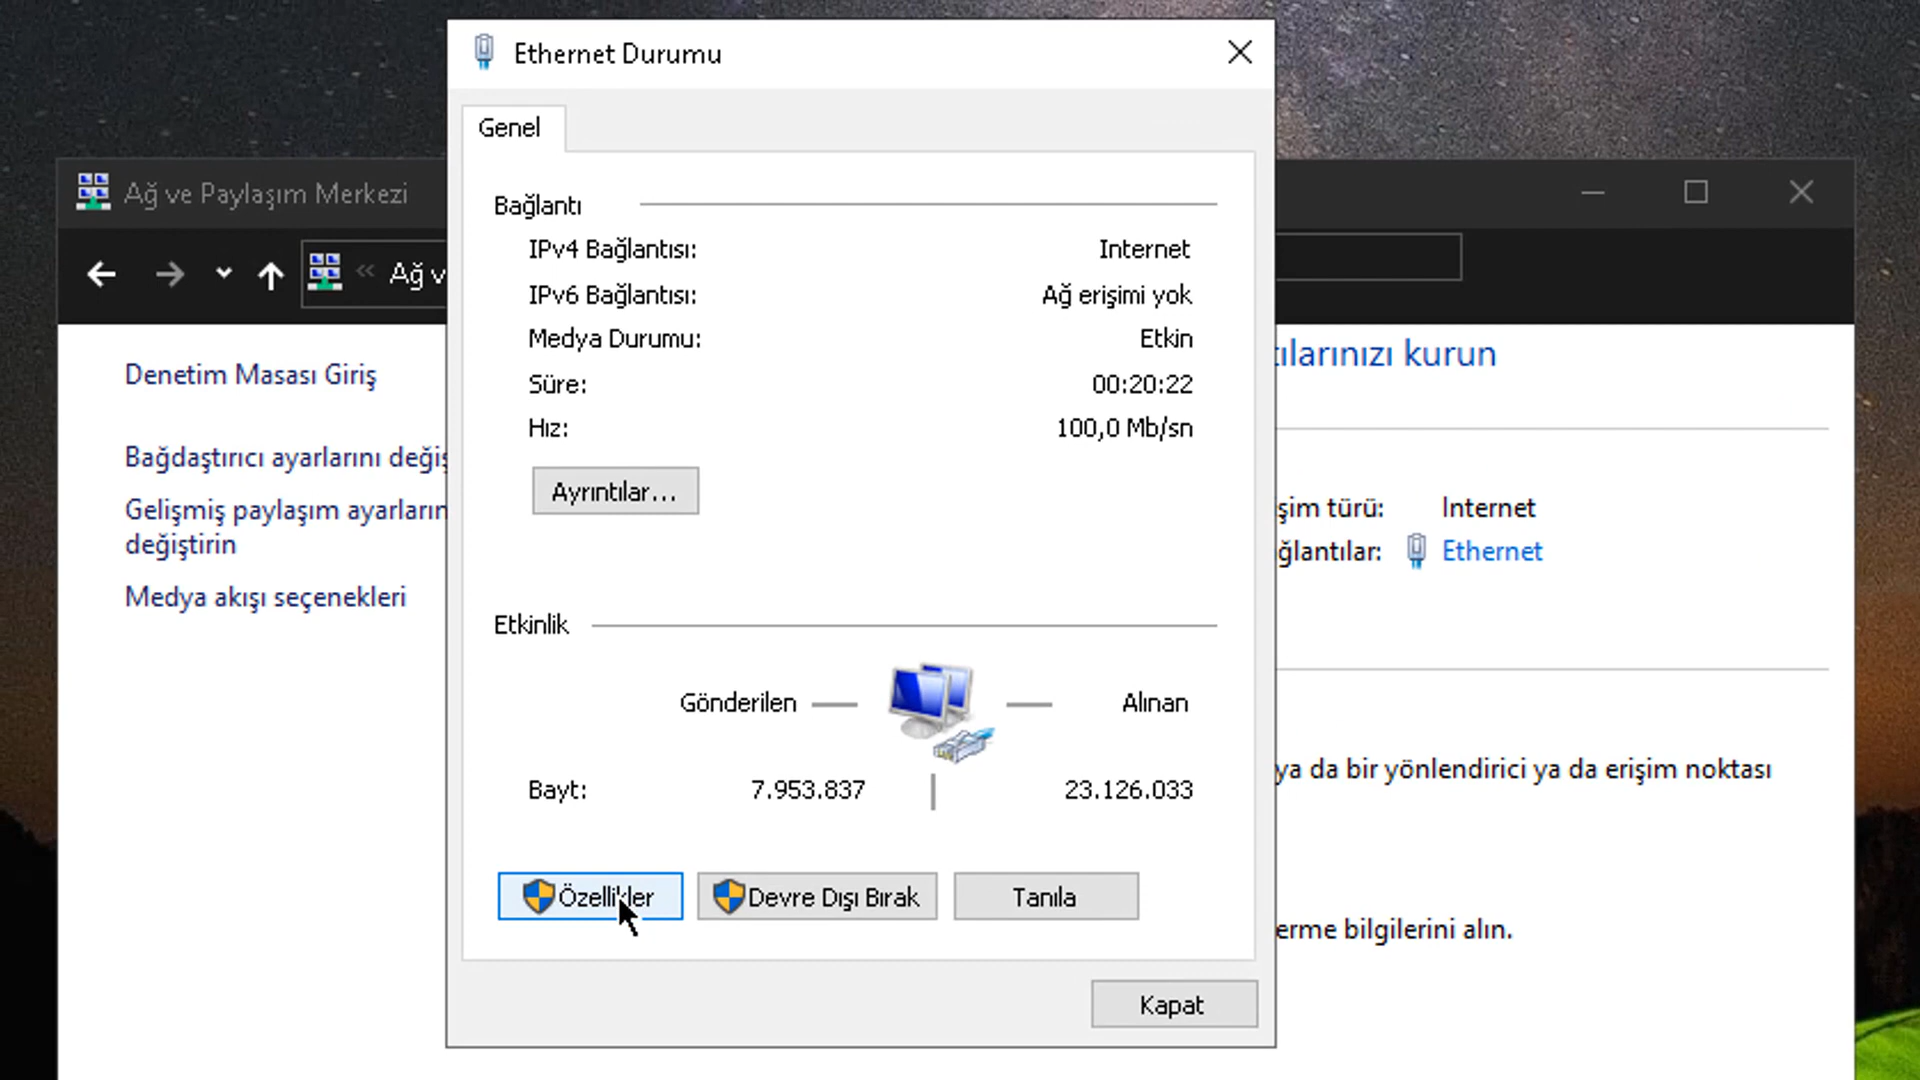 Ethernet Durumu
Genel
Ağ ve Paylaşım Merkezi
Bağlantı
IPv4 Bağlantısı: Internet
« Ağ v
IPv6 Bağlantısı: Ağ erişimi yok
Medya Durumu: Etkin
ılarınızı kurun
Denetim Masası Giriş
Süre: 00:20:22
Hız: 100,0 Mb/sn
Bağdaştırıcı ayarlarını değiş
Ayrıntılar...
Gelişmiş paylaşım ayarların
değiştirin
şim türü: Internet
ğlantılar: Ethernet
Medya akışı seçenekleri
Etkinlik
Gönderilen — — Alınan
ya da bir yönlendirici ya da erişim noktası
Bayt: 7.953.837 | 23.126.033
Özellikler Devre Dışı Bırak Tanıla
erme bilgilerini alın.
Kapat